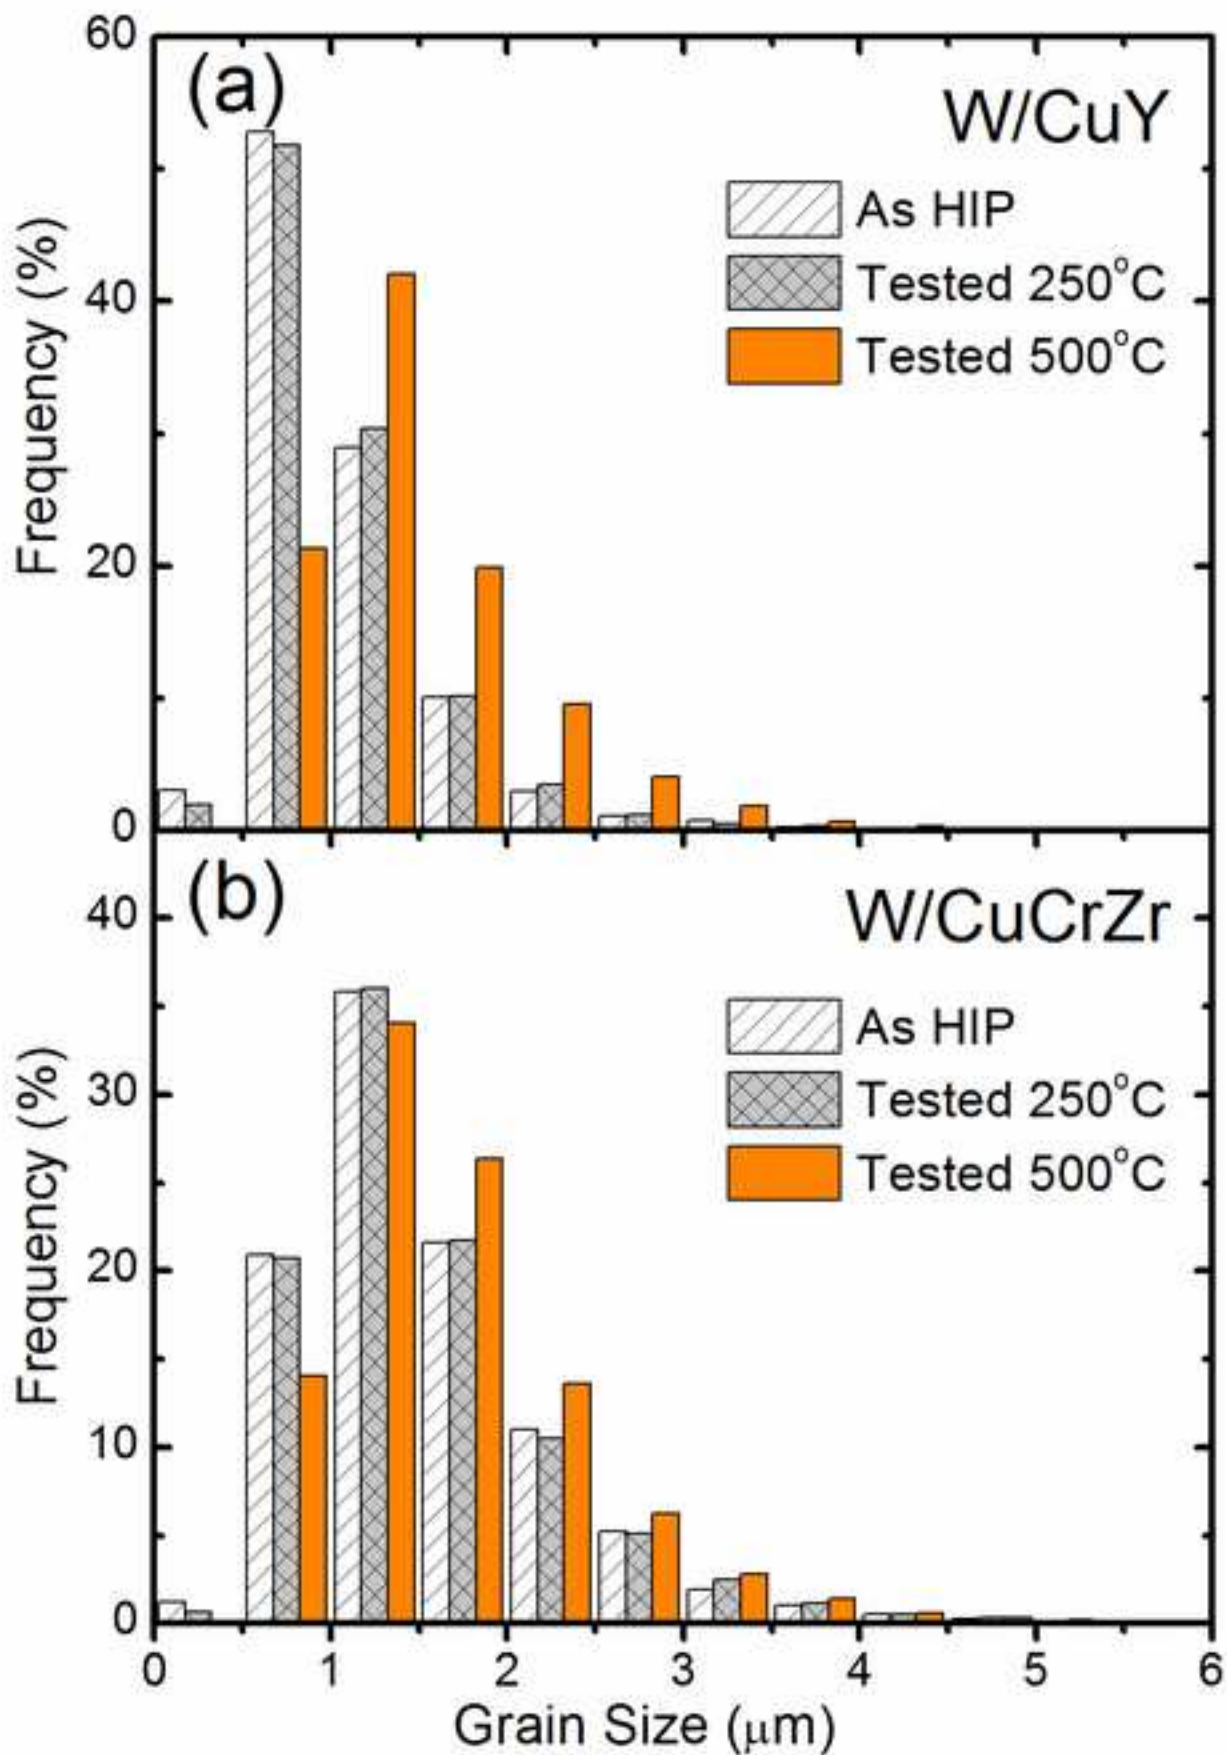 60
(a)
W/CuY
As HIP
Tested 250°C
Tested 500°C
40
20
0
Frequency (%)
(b)
W/CuCrZr
As HIP
Tested 250°C
Tested 500°C
40
30
20
10
0
Frequency (%)
0 1 2 3 4 5 6
Grain Size (μm)